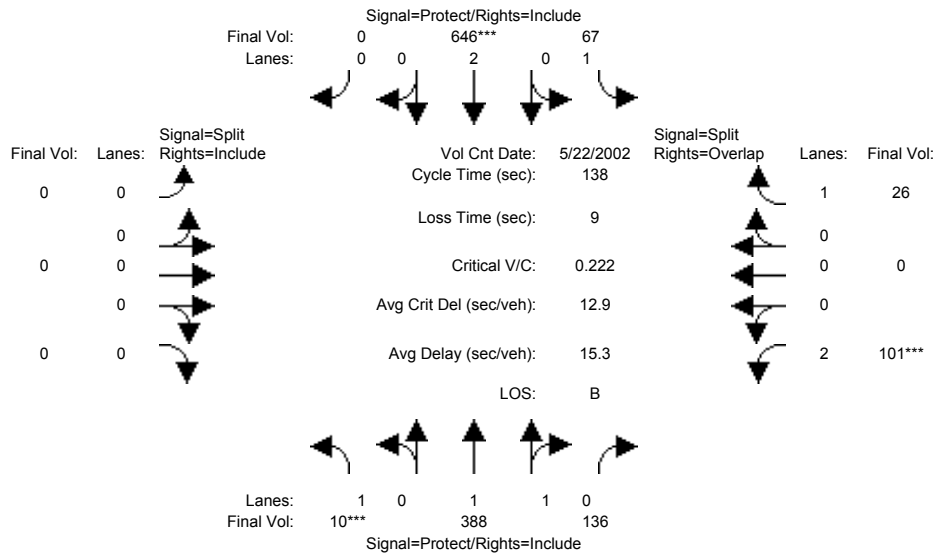 Signal=Protect/Rights=Include
Final Vol: 0 646*** 67
Lanes: 0 0 2 0 1
Signal=Split Signal=Split
Final Vol: Lanes: Rights=Include Vol Cnt Date: 5/22/2002 Rights=Overlap Lanes: Final Vol:
Cycle Time (sec): 138
0 0 1 26
Loss Time (sec): 9
0 0
0 0 Critical V/C: 0.222 0 0
0 Avg Crit Del (sec/veh): 12.9 0
0 0 Avg Delay (sec/veh): 15.3 2 101***
LOS: B
Lanes: 1 0 1 1 0
Final Vol: 10*** 388 136
Signal=Protect/Rights=Include